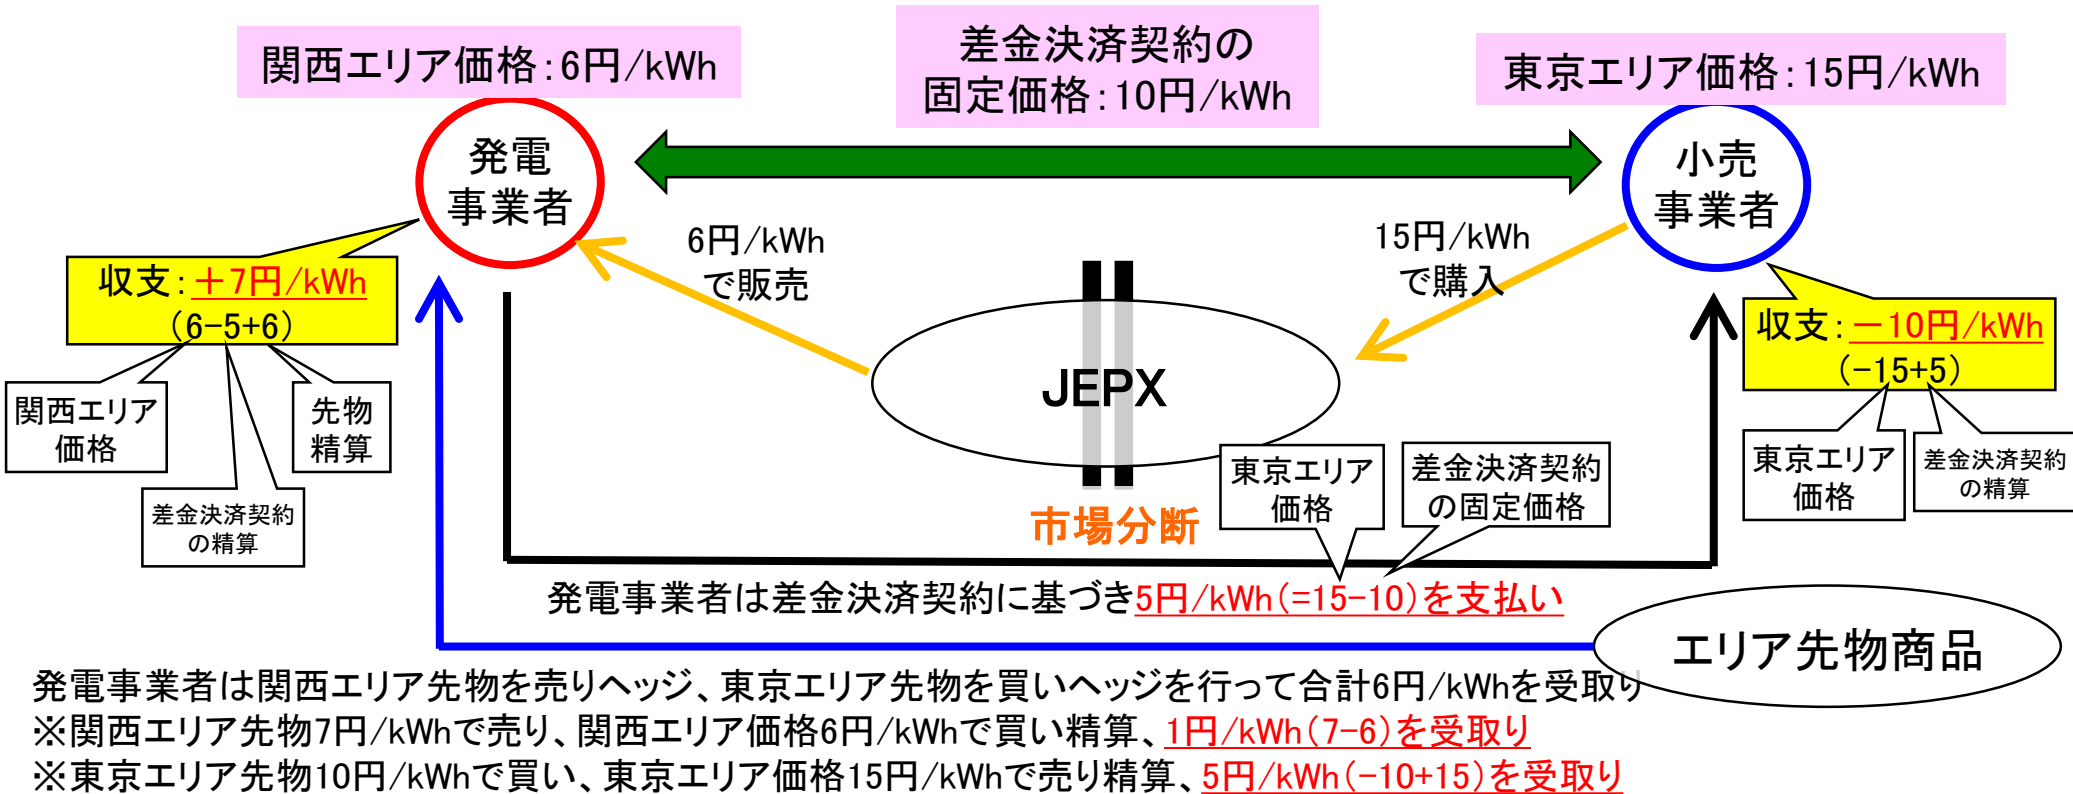 関西エリア価格：6円/kWh
差金決済契約の
固定価格：10円/kWh
東京エリア価格：15円/kWh
発電
事業者
小売
事業者
6円/kWh
で販売
15円/kWh
で購入
収支：＋7円/kWh
（6−5+6）
関西エリア
価格
差金決済契約
の精算
先物
精算
JEPX
市場分断
収支：−10円/kWh
（−15+5）
東京エリア
価格
差金決済契約
の精算
東京エリア
価格
差金決済契約
の固定価格
発電事業者は差金決済契約に基づき5円/kWh（=15−10）を支払い
エリア先物商品
発電事業者は関西エリア先物を売りヘッジ、東京エリア先物を買いヘッジを行って合計6円/kWhを受取り
※関西エリア先物7円/kWhで売り、関西エリア価格6円/kWhで買い精算、1円/kWh（7−6）を受取り
※東京エリア先物10円/kWhで買い、東京エリア価格15円/kWhで売り精算、5円/kWh（−10+15）を受取り